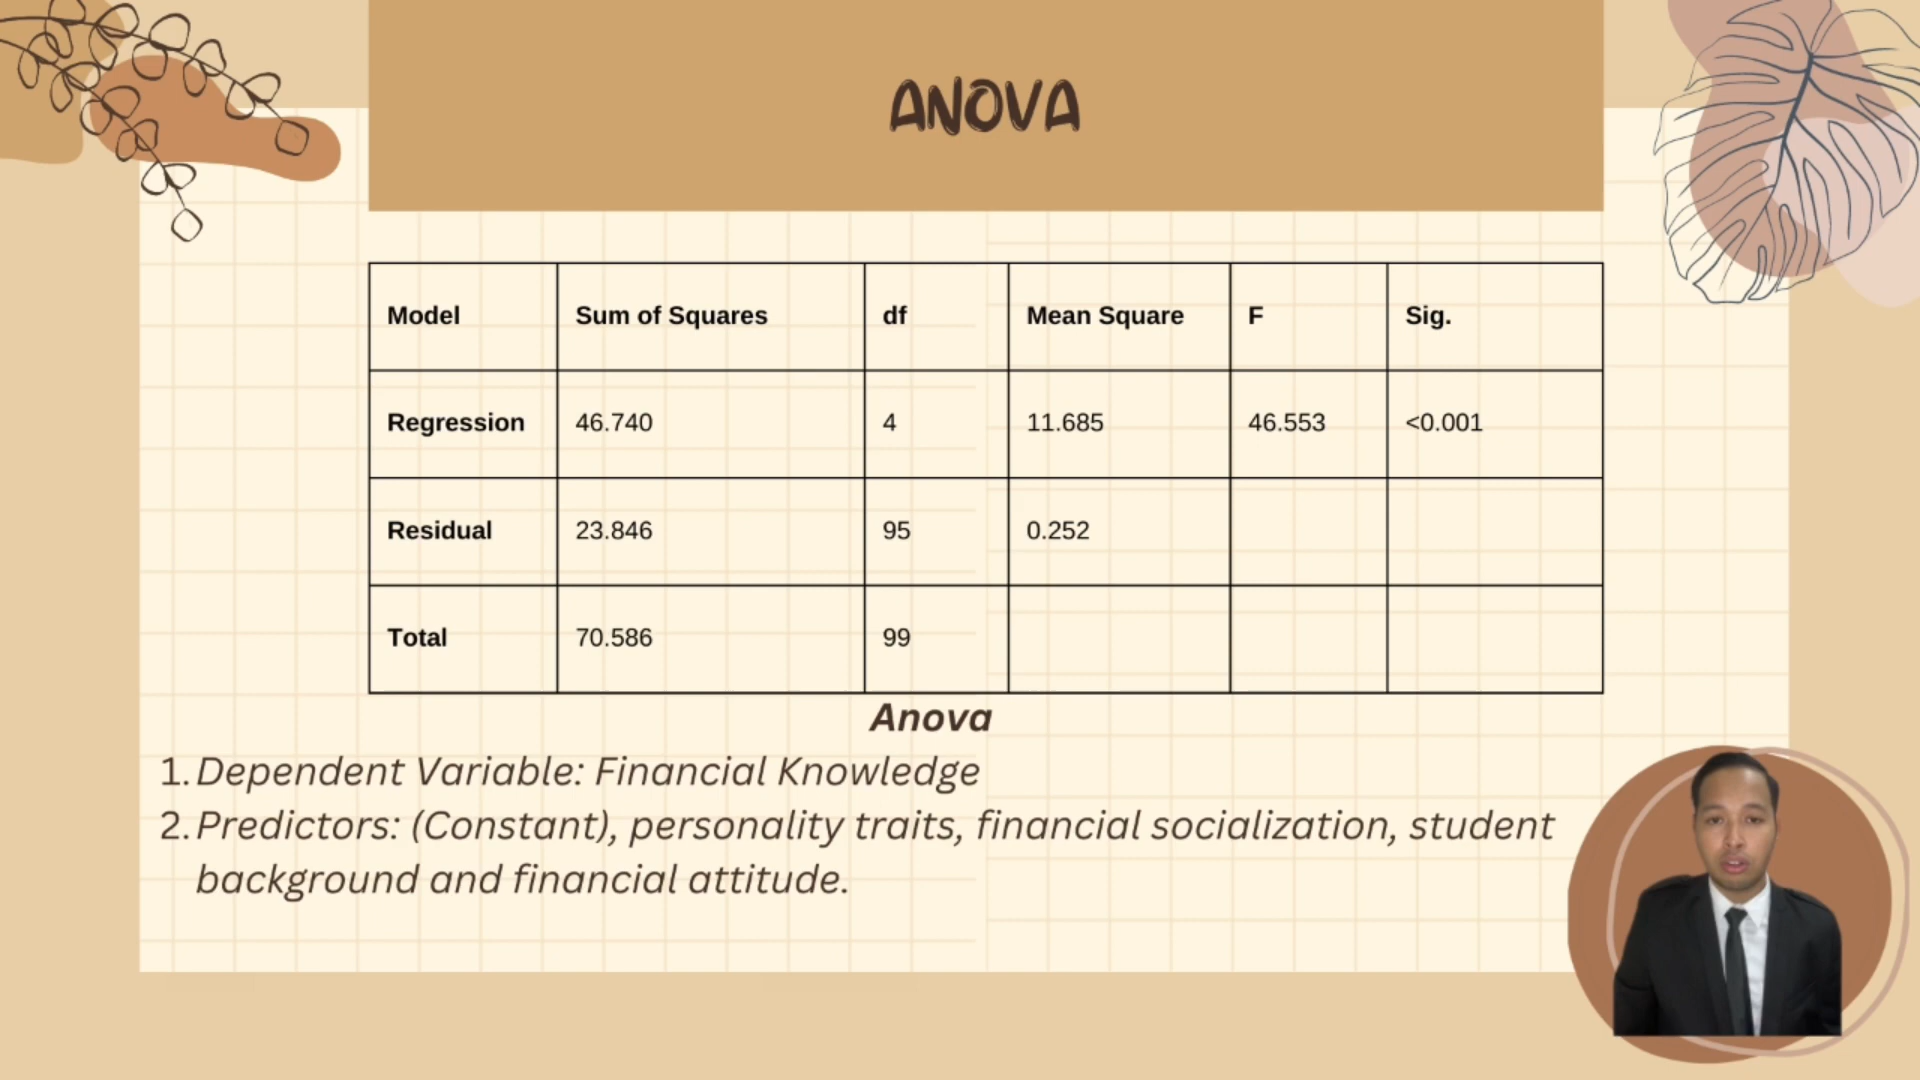 ANOVA
Model Sum of Squares df Mean Square F Sig.
Regression 46.740 4 11.685 46.553 <0.001
Residual 23.846 95 0.252
Total 70.586 99
Anova
1. Dependent Variable: Financial Knowledge
2. Predictors: (Constant), personality traits, financial socialization, student
background and financial attitude.